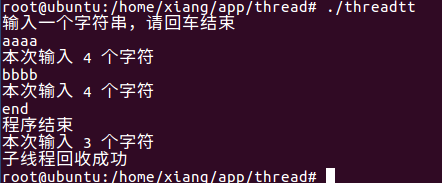 root@ubuntu:/home/xiang/app/thread# ./threadtt
输入一个字符串，请回车结束
aaaa
本次输入 4 个字符
bbbb
本次输入 4 个字符
end
程序结束
本次输入 3 个字符
子线程回收成功
root@ubuntu:/home/xiang/app/thread#